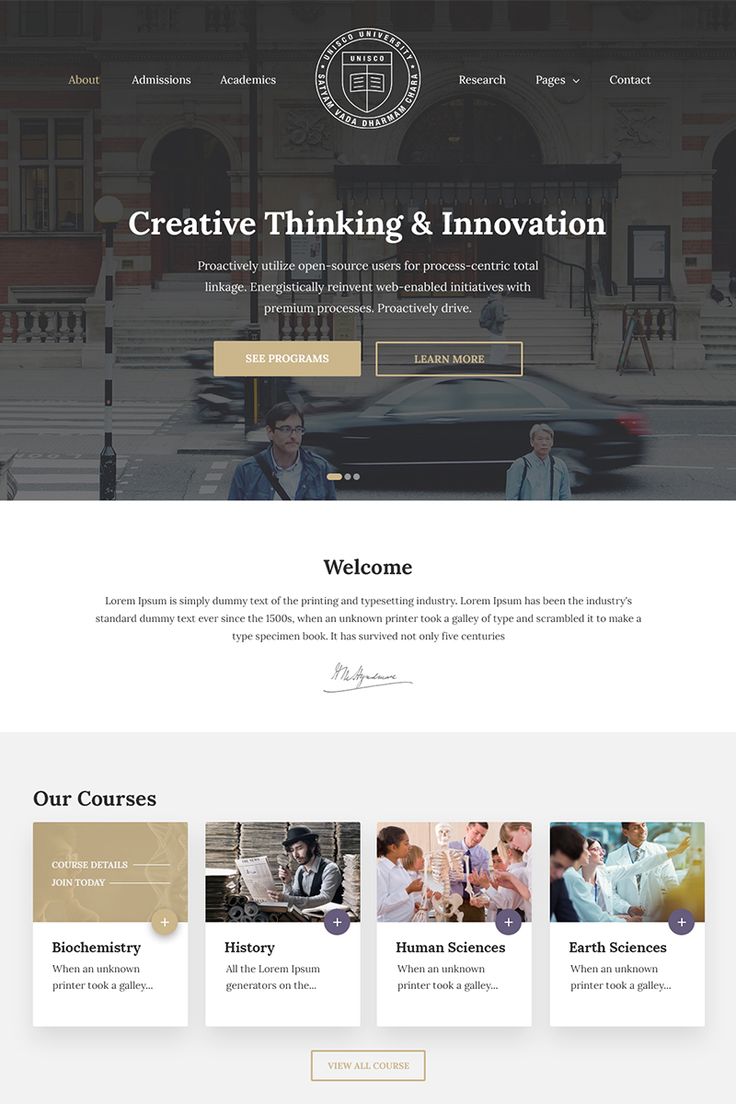 UNISCO UNIVERSITY
UNISCO
SATYAM VADA DHARMAM CHARA
About Admissions Academics Research Pages Contact
Creative Thinking & Innovation
Proactively utilize open-source users for process-centric total
linkage. Energistically reinvent web-enabled initiatives with
premium processes. Proactively drive.
SEE PROGRAMS LEARN MORE
Welcome
Lorem Ipsum is simply dummy text of the printing and typesetting industry. Lorem Ipsum has been the industry's
standard dummy text ever since the 1500s, when an unknown printer took a galley of type and scrambled it to make a
type specimen book. It has survived not only five centuries
Our Courses
COURSE DETAILS
JOIN TODAY
Biochemistry
When an unknown
printer took a galley...
History
All the Lorem Ipsum
generators on the...
Human Sciences
When an unknown
printer took a galley...
Earth Sciences
When an unknown
printer took a galley...
VIEW ALL COURSE